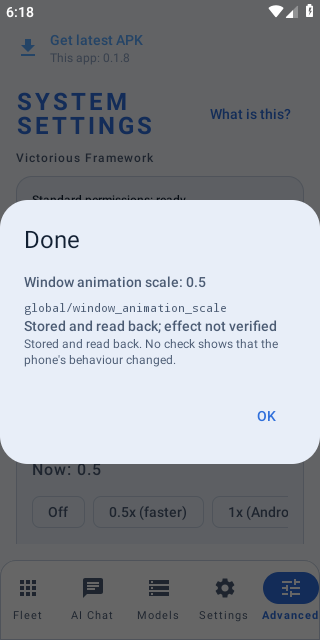 6:18
Get latest APK
This app: 0.1.8
SYSTEM
SETTINGS
What is this?
Victorious Framework
Standard permissions: ready
Done
Window animation scale: 0.5
global/window_animation_scale
Stored and read back; effect not verified
Stored and read back. No check shows that the
phone's behaviour changed.
OK
Now: 0.5
Off
0.5x (faster)
1x (Andro
Fleet
AI Chat
Models
Settings
Advanced